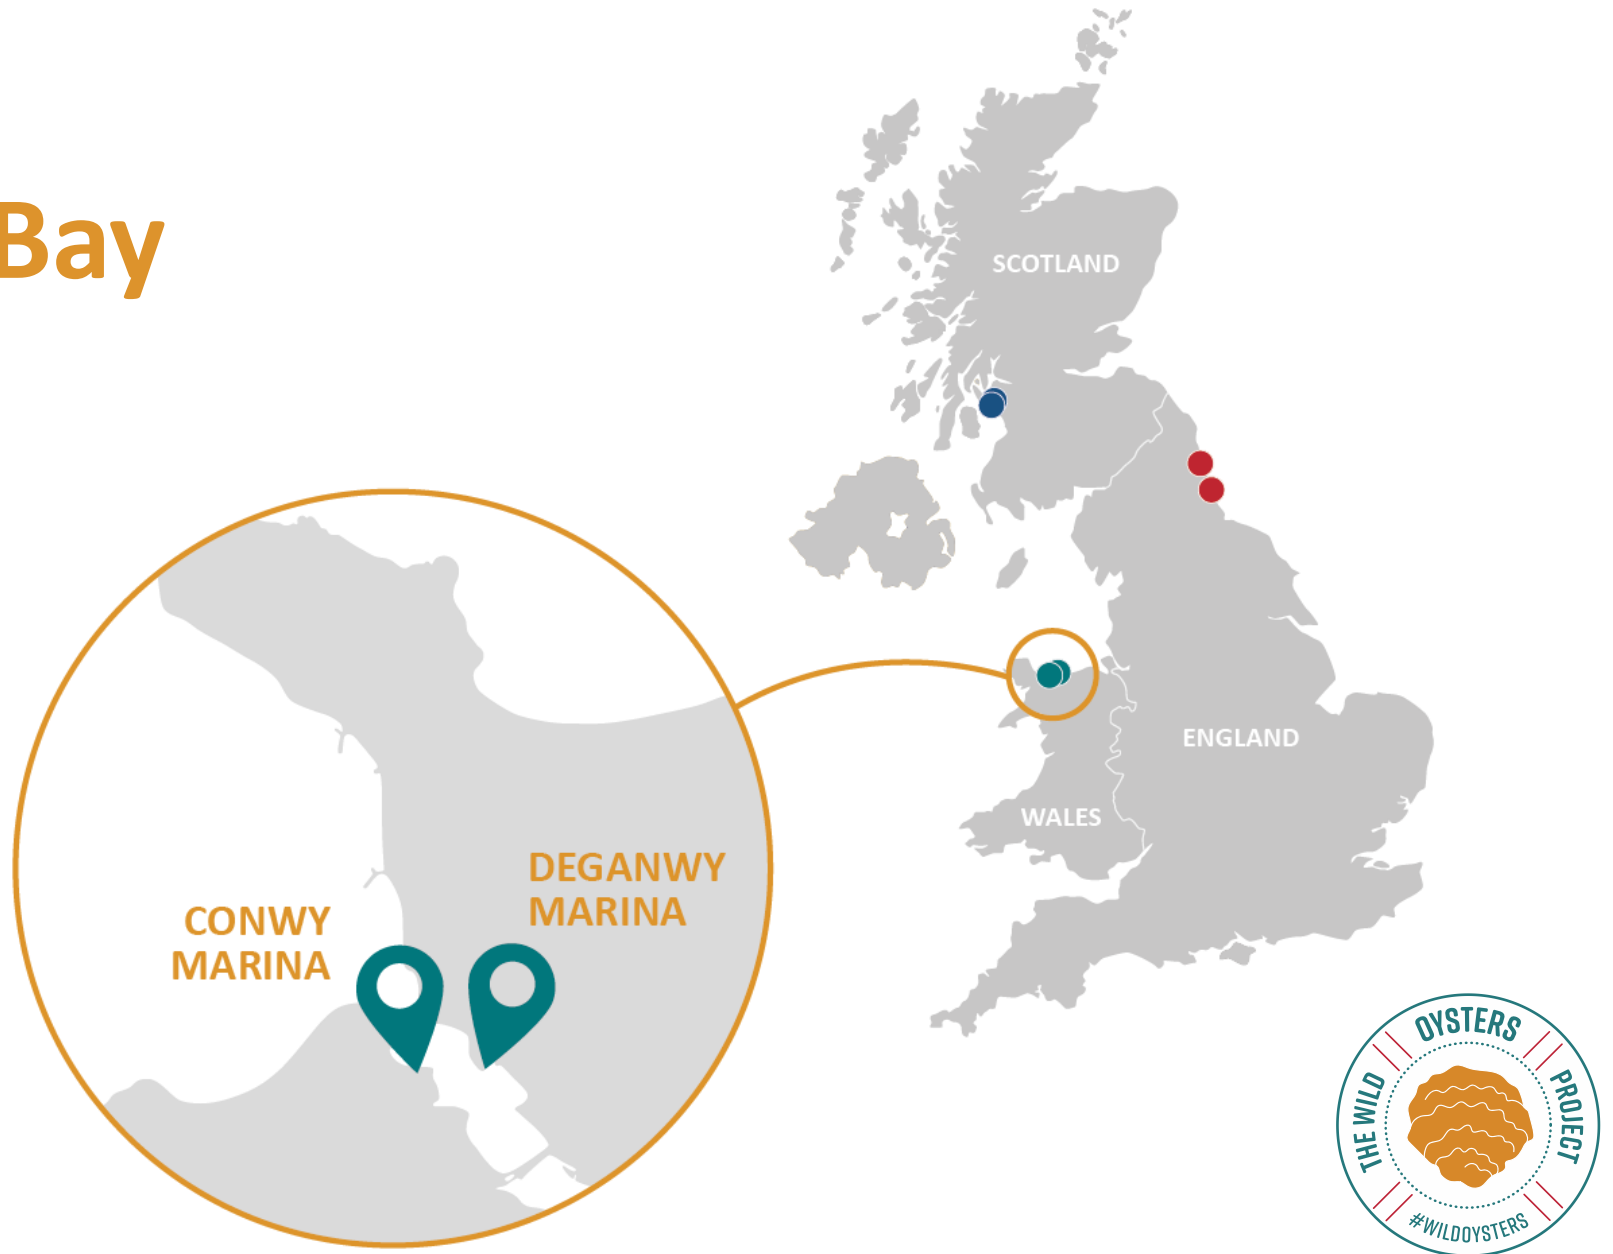 Bay
SCOTLAND
ENGLAND
WALES
DEGANWY
MARINA
CONWY
MARINA
THE WILD
OYSTERS
PROJECT
#WILDOYSTERS